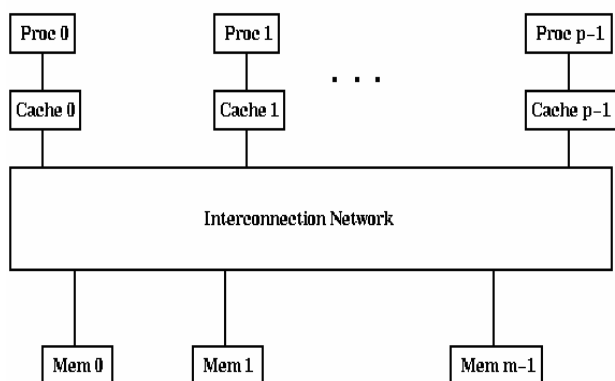 Proc 0 Proc 1 Proc p-1
. . .
Cache 0 Cache 1 Cache p-1
Interconnection Network
Mem 0 Mem 1 Mem m-1